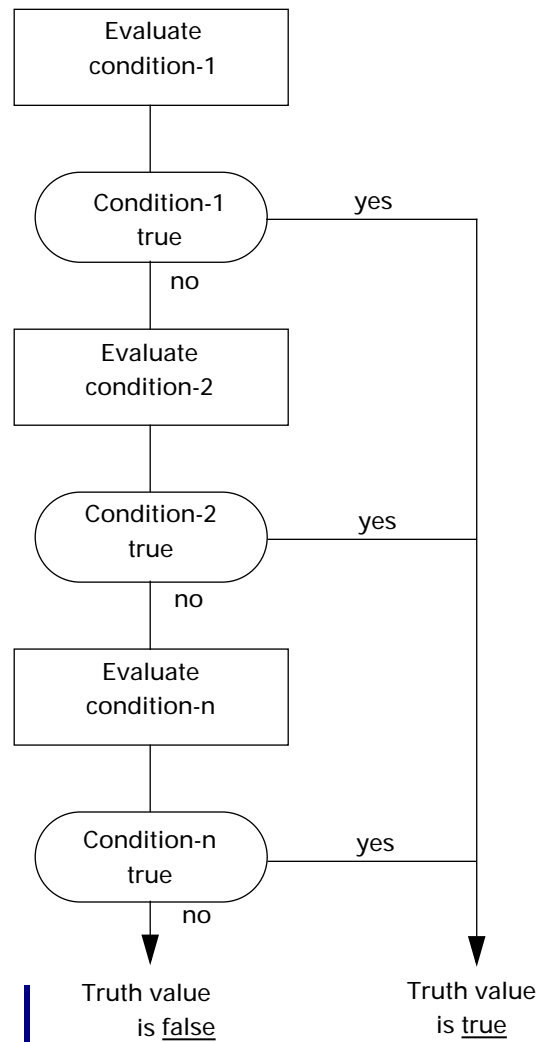 Evaluate
condition-1
Condition-1
true
yes
no
Evaluate
condition-2
Condition-2
true
yes
no
Evaluate
condition-n
Condition-n
true
yes
no
Truth value
is false
Truth value
is true